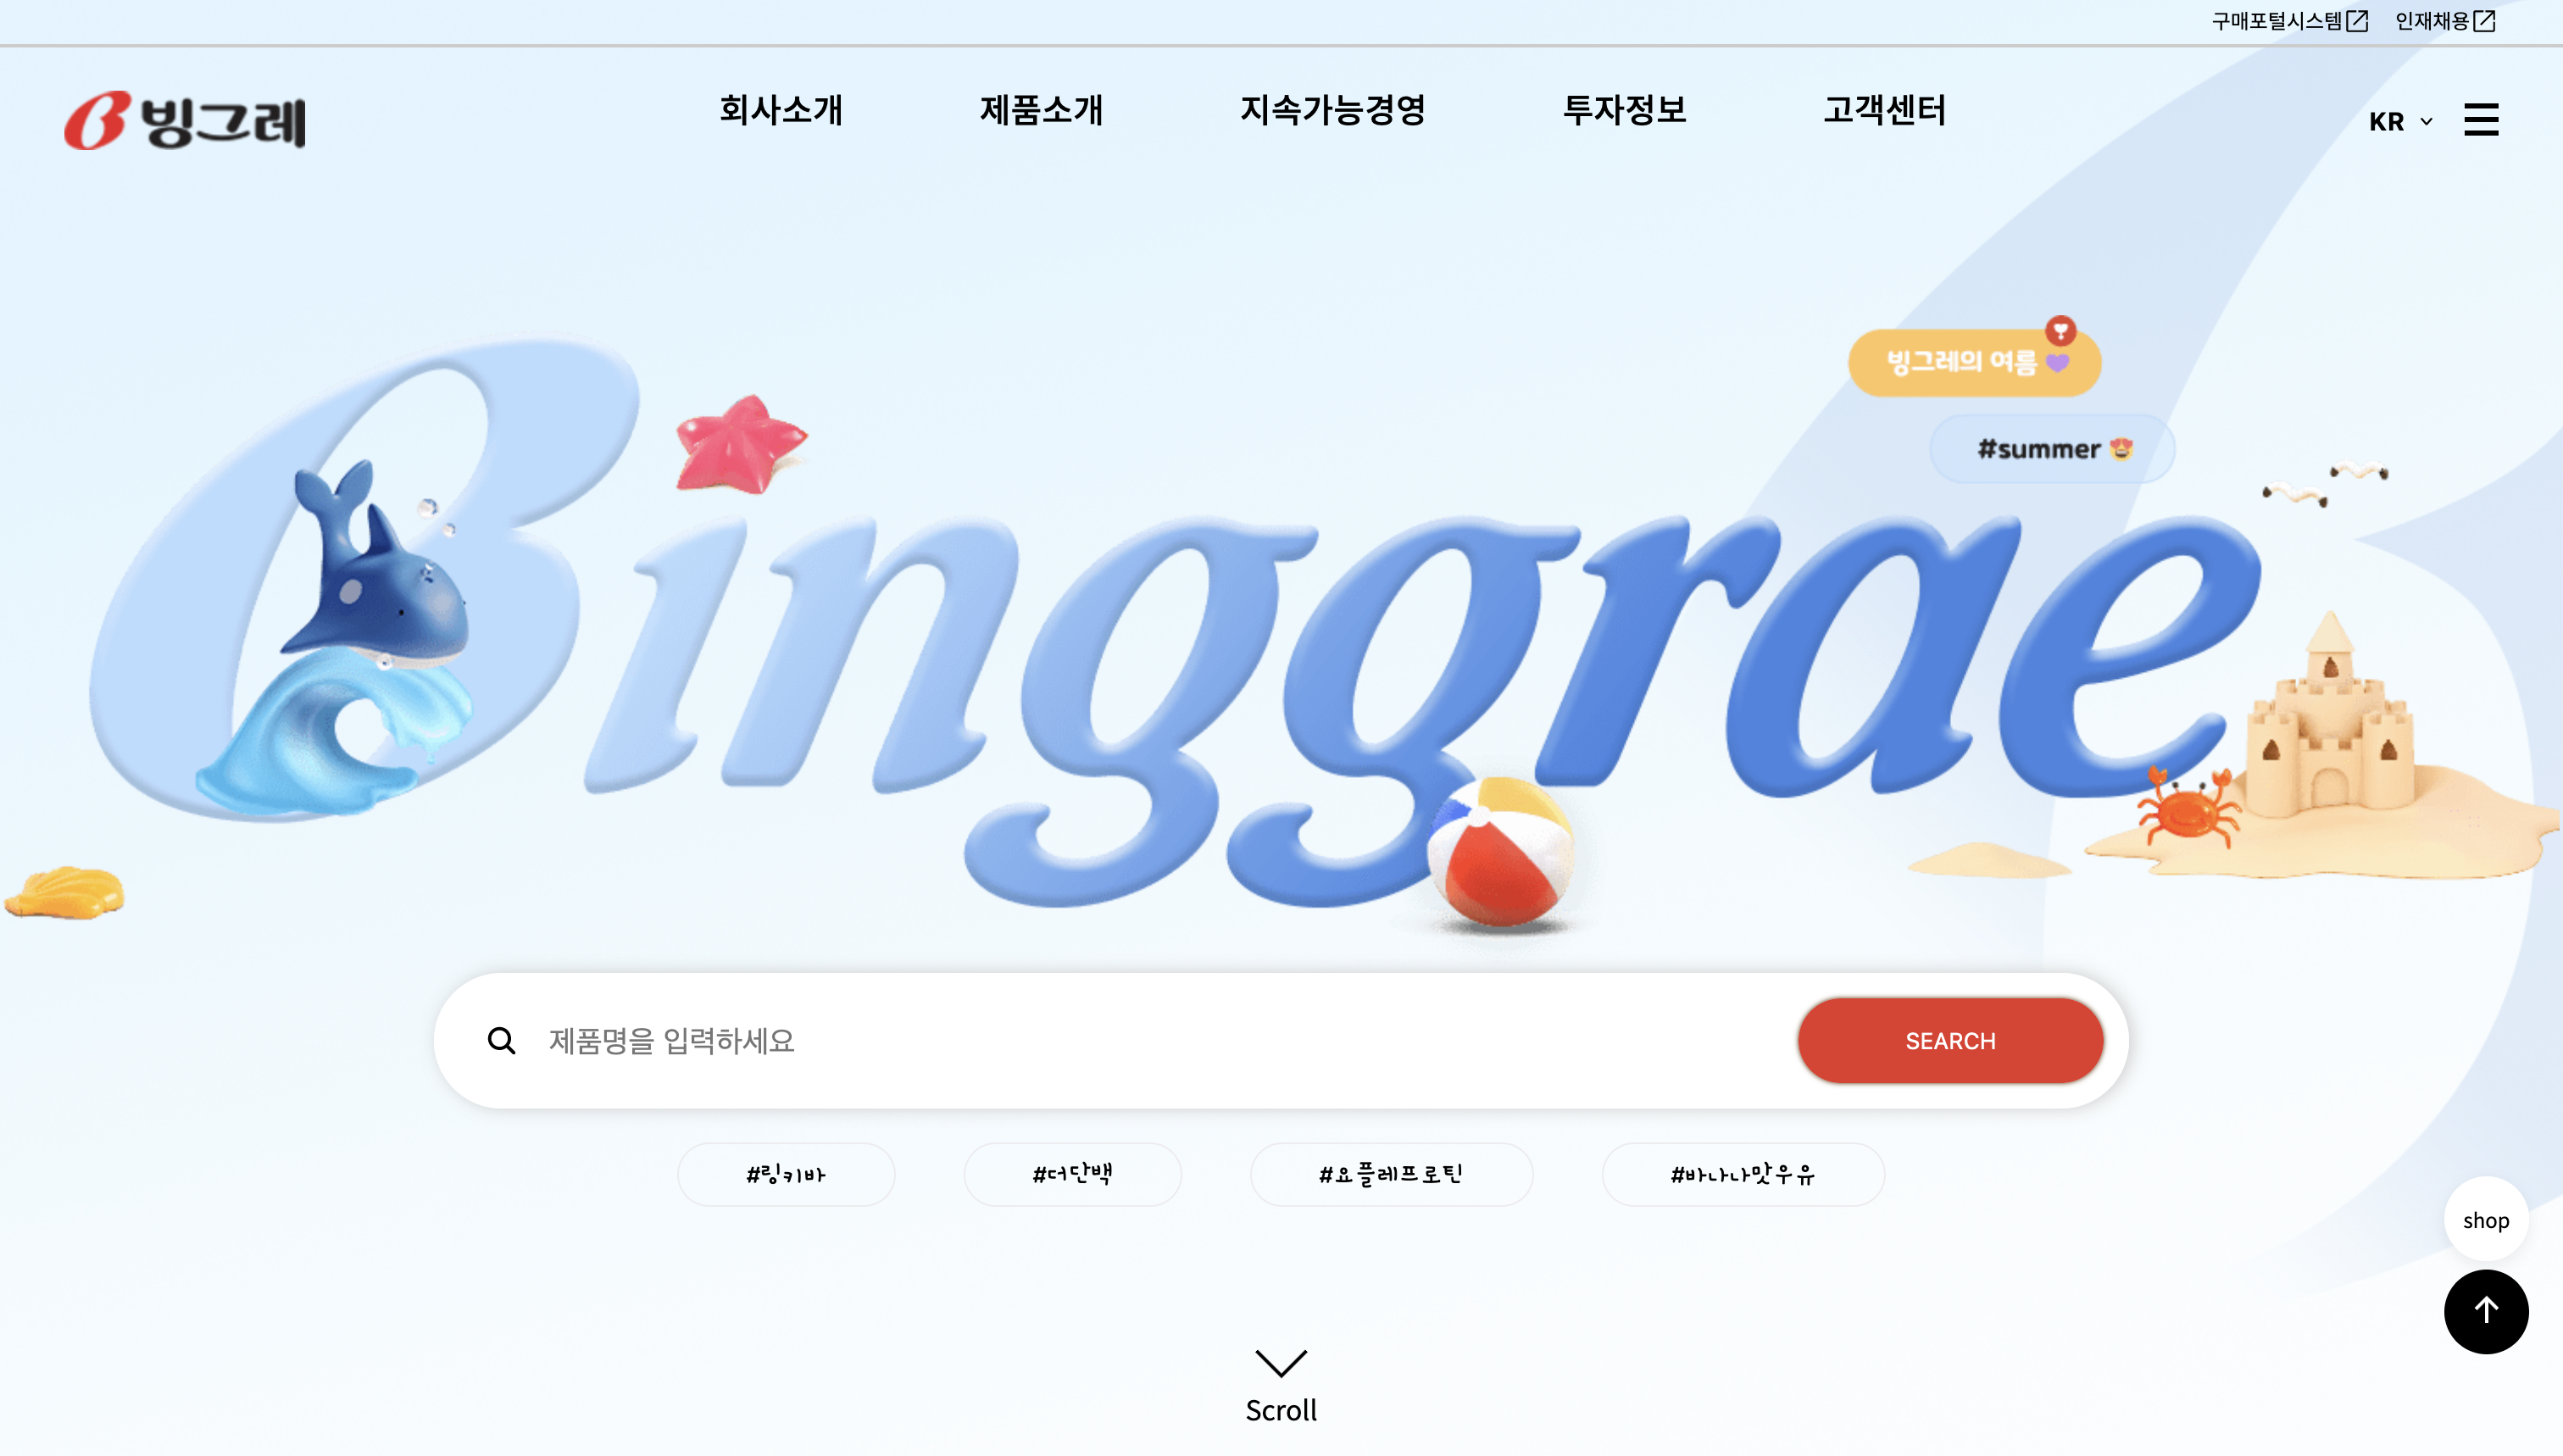 구매포털시스템 인재채용
빙그레 회사소개 제품소개 지속가능경영 투자정보 고객센터 KR
빙그레의 여름
#summer
Binggrae
제품명을 입력하세요 SEARCH
#링키바 #더단백 #요플레프로틴 #바나나맛우유
shop
Scroll